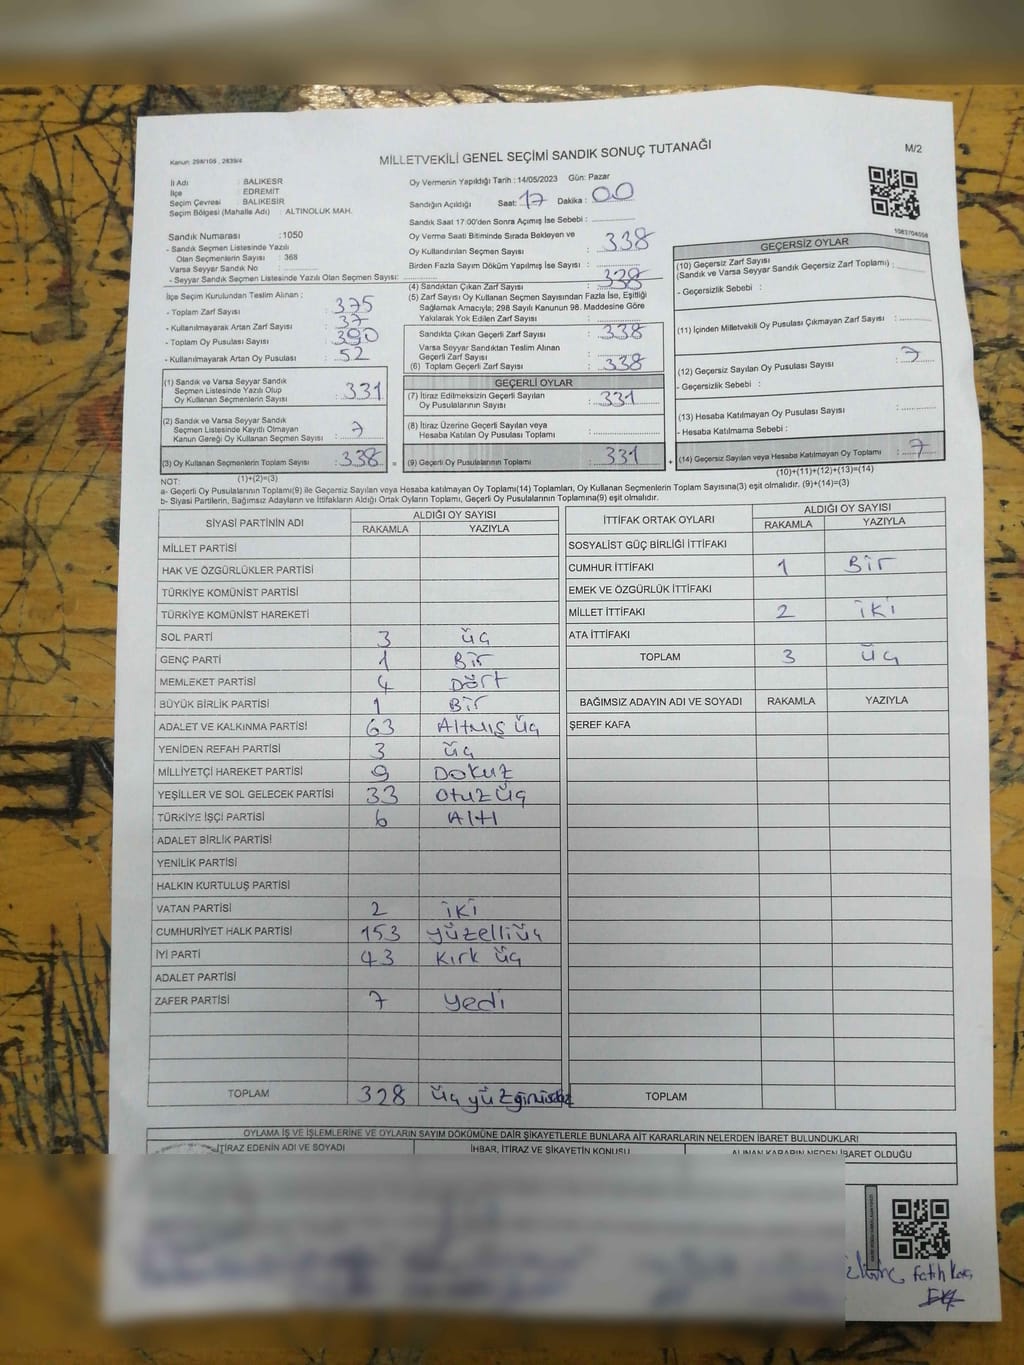 Kanun: 298/105 , 2839/4
MİLLETVEKİLİ GENEL SEÇİMİ SANDIK SONUÇ TUTANAĞI
M/2
İl Adı : BALIKESR
İlçe : EDREMIT
Seçim Çevresi : BALIKESİR
Seçim Bölgesi (Mahalle Adı) : ALTINOLUK MAH.
Oy Vermenin Yapıldığı Tarih : 14/05/2023 Gün: Pazar
Sandığın Açıldığı Saat: 17 Dakika : 00
Sandık Saat 17:00'den Sonra Açımış İse Sebebi :
1083704058
Sandık Numarası :1050
- Sandık Seçmen Listesinde Yazılı
Olan Seçmenlerin Sayısı : 368
Varsa Seyyar Sandık No :
- Seyyar Sandık Seçmen Listesinde Yazılı Olan Seçmen Sayısı:
Oy Verme Saati Bitiminde Sırada Bekleyen ve
Oy Kullandırılan Seçmen Sayısı : 338
Birden Fazla Sayım Döküm Yapılmış İse Sayısı :
(4) Sandıktan Çıkan Zarf Sayısı : 338
(5) Zarf Sayısı Oy Kullanan Seçmen Sayısından Fazla İse, Eşitliği
Sağlamak Amacıyla; 298 Sayılı Kanunun 98. Maddesine Göre
Yakılarak Yok Edilen Zarf Sayısı :
İlçe Seçim Kurulundan Teslim Alınan :
- Toplam Zarf Sayısı : 375
- Kullanılmayarak Artan Zarf Sayısı : 37
- Toplam Oy Pusulası Sayısı : 390
- Kullanılmayarak Artan Oy Pusulası : 52
Sandıkta Çıkan Geçerli Zarf Sayısı : 338
Varsa Seyyar Sandıktan Teslim Alınan
Geçerli Zarf Sayısı :
(6) Toplam Geçerli Zarf Sayısı : 338
GEÇERSİZ OYLAR
(10) Geçersiz Zarf Sayısı
(Sandık ve Varsa Seyyar Sandık Geçersiz Zarf Toplamı) :
- Geçersizlik Sebebi :
(11) İçinden Milletvekili Oy Pusulası Çıkmayan Zarf Sayısı :
(12) Geçersiz Sayılan Oy Pusulası Sayısı : 7
- Geçersizlik Sebebi :
(13) Hesaba Katılmayan Oy Pusulası Sayısı :
- Hesaba Katılmama Sebebi :
(14) Geçersiz Sayılan veya Hesaba Katılmayan Oy Toplamı : 7
(10)+(11)+(12)+(13)=(14)
(1) Sandık ve Varsa Seyyar Sandık
Seçmen Listesinde Yazılı Olup
Oy Kullanan Seçmenlerin Sayısı : 331
(2) Sandık ve Varsa Seyyar Sandık
Seçmen Listesinde Kayıtlı Olmayan
Kanun Gereği Oy Kullanan Seçmen Sayısı : 7
(3) Oy Kullanan Seçmenlerin Toplam Sayısı : 338 =
(1)+(2)=(3)
GEÇERLİ OYLAR
(7) İtiraz Edilmeksizin Geçerli Sayılan
Oy Pusulalarının Sayısı : 331
(8) İtiraz Üzerine Geçerli Sayılan veya
Hesaba Katılan Oy Pusulası Toplamı :
(9) Geçerli Oy Pusulalarının Toplamı : 331 +
NOT:
a- Geçerli Oy Pusulalarının Toplamı(9) ile Geçersiz Sayılan veya Hesaba katılmayan Oy Toplamı(14) Toplamları, Oy Kullanan Seçmenlerin Toplam Sayısına(3) eşit olmalıdır. (9)+(14)=(3)
b- Siyasi Partilerin, Bağımsız Adayların ve İttifakların Aldığı Ortak Oyların Toplamı, Geçerli Oy Pusulalarının Toplamına(9) eşit olmalıdır.
SİYASİ PARTİNİN ADI ALDIĞI OY SAYISI
RAKAMLA YAZIYLA
MİLLET PARTİSİ
HAK VE ÖZGÜRLÜKLER PARTİSİ
TÜRKİYE KOMÜNİST PARTİSİ
TÜRKİYE KOMÜNİST HAREKETİ
SOL PARTİ 3 üç
GENÇ PARTİ 1 Bir
MEMLEKET PARTİSİ 4 Dört
BÜYÜK BİRLİK PARTİSİ 1 Bir
ADALET VE KALKINMA PARTİSİ 63 Altmış üç
YENİDEN REFAH PARTİSİ 3 üç
MİLLİYETÇİ HAREKET PARTİSİ 9 Dokuz
YEŞİLLER VE SOL GELECEK PARTİSİ 33 otuz üç
TÜRKİYE İŞÇİ PARTİSİ 6 Altı
ADALET BİRLİK PARTİSİ
YENİLİK PARTİSİ
HALKIN KURTULUŞ PARTİSİ
VATAN PARTİSİ 2 iki
CUMHURİYET HALK PARTİSİ 153 yüzelliüç
İYİ PARTİ 43 Kırk üç
ADALET PARTİSİ
ZAFER PARTİSİ 7 yedi
TOPLAM 328
İTTİFAK ORTAK OYLARI ALDIĞI OY SAYISI
RAKAMLA YAZIYLA
SOSYALİST GÜÇ BİRLİĞİ İTTİFAKI
CUMHUR İTTİFAKI 1 Bir
EMEK VE ÖZGÜRLÜK İTTİFAKI
MİLLET İTTİFAKI 2 iki
ATA İTTİFAKI
TOPLAM 3 üç
BAĞIMSIZ ADAYIN ADI VE SOYADI RAKAMLA YAZIYLA
ŞEREF KAFA
TOPLAM
OYLAMA İŞ VE İŞLEMLERİNE VE OYLARIN SAYIM DÖKÜMÜNE DAİR ŞİKAYETLERLE BUNLARA AİT KARARLARIN NELERDEN İBARET BULUNDUKLARI
İTİRAZ EDENİN ADI VE SOYADI
İHBAR, İTİRAZ VE ŞİKAYETİN KONUSU
ALINAN KARARIN NEDEN İBARET OLDUĞU
Fatih